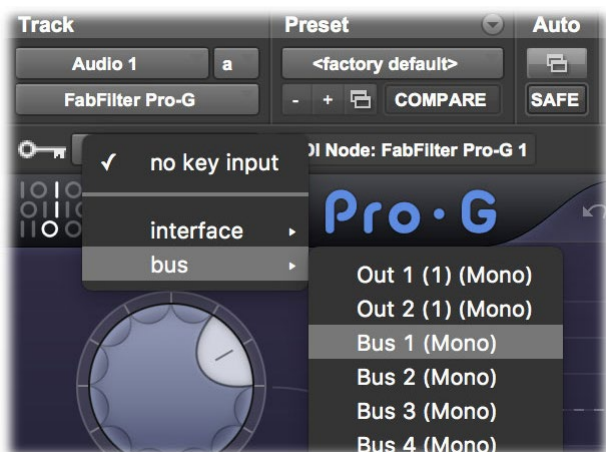 Track Preset Auto
Audio 1 a <factory default>
FabFilter Pro-G - + COMPARE SAFE
✓ no key input
DI Node: FabFilter Pro-G 1
Pro·G
interface
bus
Out 1 (1) (Mono)
Out 2 (1) (Mono)
Bus 1 (Mono)
Bus 2 (Mono)
Bus 3 (Mono)
Bus 4 (Mono)